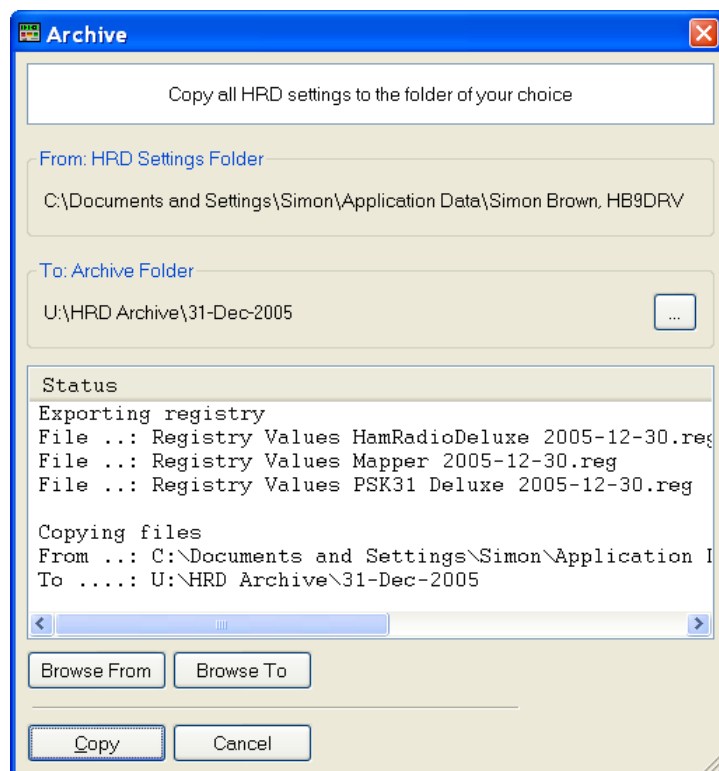 Archive
Copy all HRD settings to the folder of your choice
From: HRD Settings Folder
C:\Documents and Settings\Simon\Application Data\Simon Brown, HB9DRV
To: Archive Folder
U:\HRD Archive\31-Dec-2005
...
Status
Exporting registry
File ..: Registry Values HamRadioDeluxe 2005-12-30.reg
File ..: Registry Values Mapper 2005-12-30.reg
File ..: Registry Values PSK31 Deluxe 2005-12-30.reg
Copying files
From ..: C:\Documents and Settings\Simon\Application
To ....: U:\HRD Archive\31-Dec-2005
Browse From Browse To
Copy Cancel